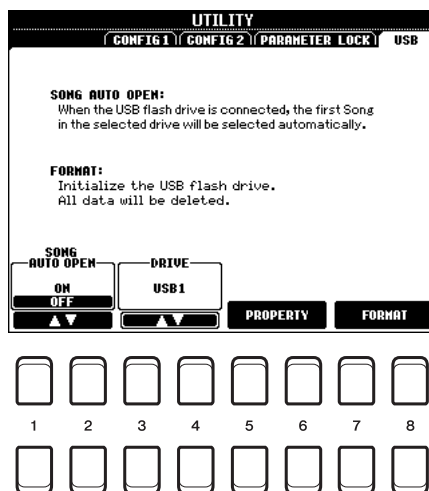 UTILITY
CONFIG 1 CONFIG 2 PARAMETER LOCK USB
SONG AUTO OPEN:
When the USB flash drive is connected, the first Song
in the selected drive will be selected automatically.
FORMAT:
Initialize the USB flash drive.
All data will be deleted.
SONG
AUTO OPEN DRIVE
ON USB1
OFF
PROPERTY FORMAT
1 2 3 4 5 6 7 8